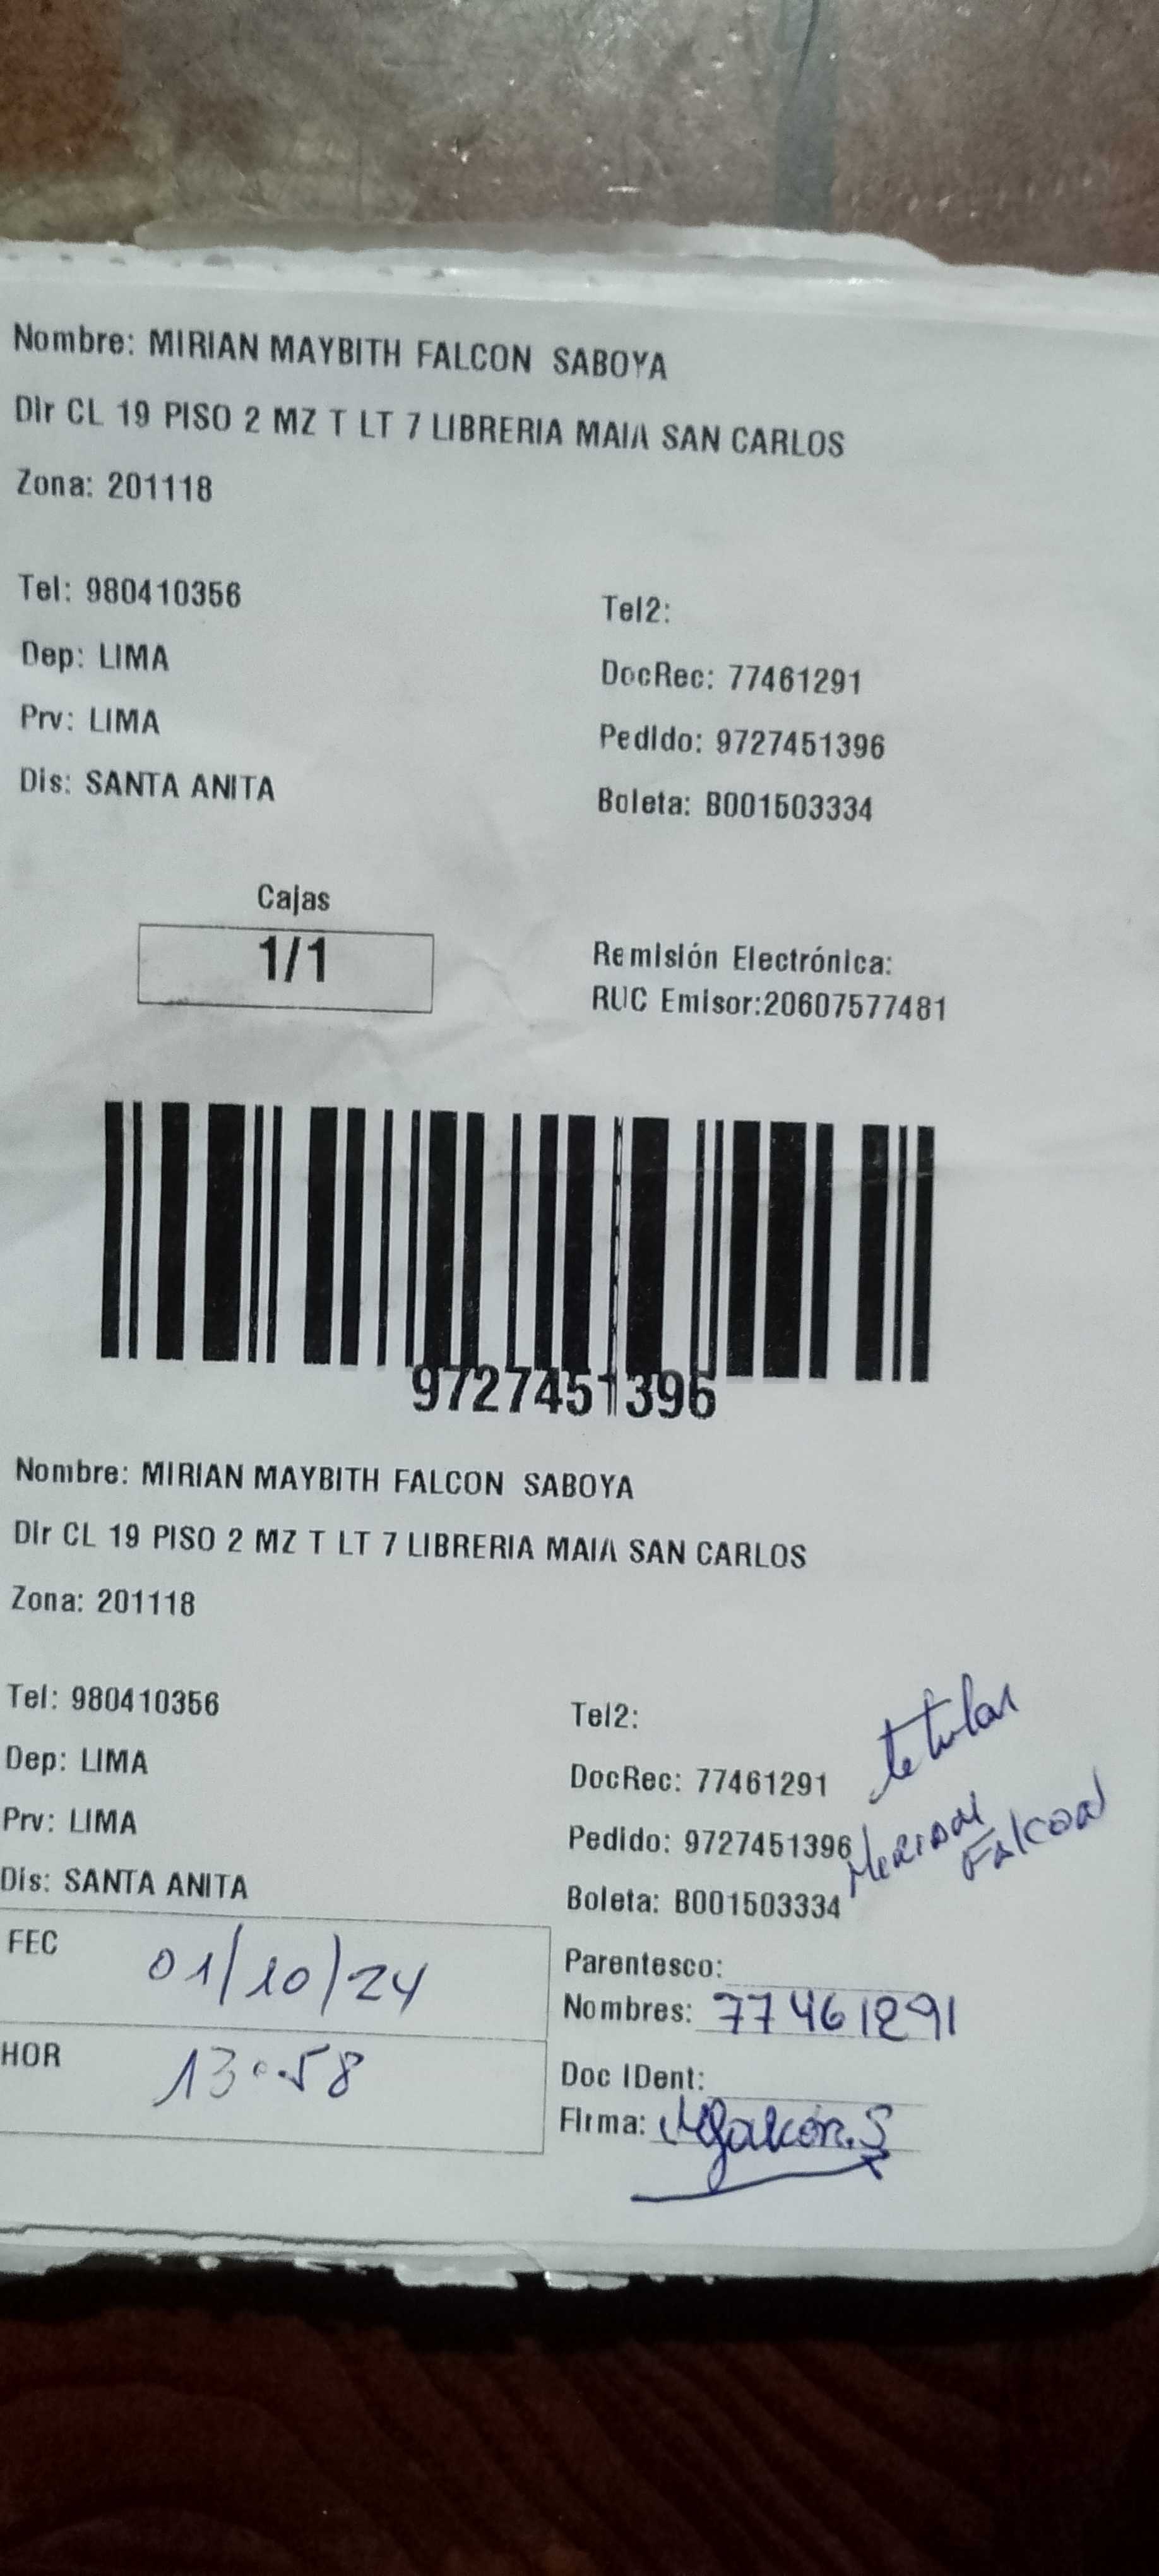 Nombre: MIRIAN MAYBITH FALCON SABOYA
Dir CL 19 PISO 2 MZ T LT 7 LIBRERIA MAIA SAN CARLOS
Zona: 201118
Tel: 980410356
Tel2:
Dep: LIMA
DocRec: 77461291
Prv: LIMA
Pedido: 9727451396
Dis: SANTA ANITA
Boleta: B001503334
Cajas
1/1
Remisión Electrónica:
RUC Emisor:20607577481
9727451396
Nombre: MIRIAN MAYBITH FALCON SABOYA
Dir CL 19 PISO 2 MZ T LT 7 LIBRERIA MAIA SAN CARLOS
Zona: 201118
Tel: 980410356
Tel2:
titular
Dep: LIMA
DocRec: 77461291
Prv: LIMA
Pedido: 9727451396
Falcon
Dis: SANTA ANITA
Boleta: B001503334
FEC 01/10/24
Parentesco:
Nombres: 77461291
HOR 13:58
Doc IDent:
Firma: MFalcón.S